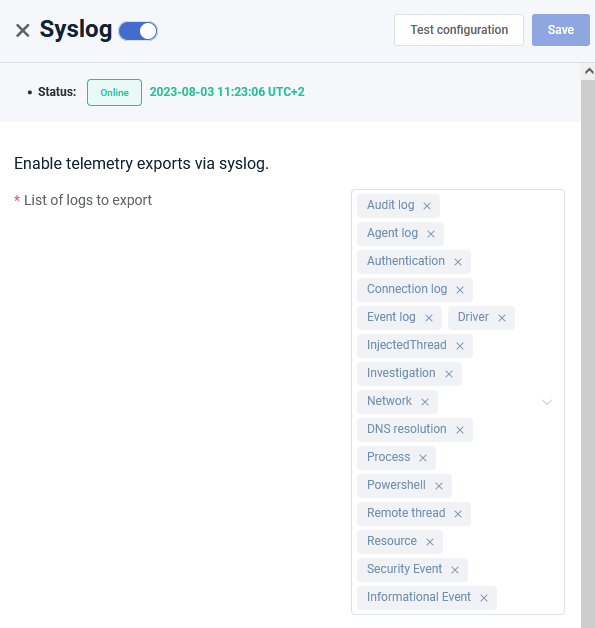 Syslog
Test configuration
Save
• Status: Online 2023-08-03 11:23:06 UTC+2
Enable telemetry exports via syslog.
* List of logs to export
Audit log
Agent log
Authentication
Connection log
Event log Driver
InjectedThread
Investigation
Network
DNS resolution
Process
Powershell
Remote thread
Resource
Security Event
Informational Event